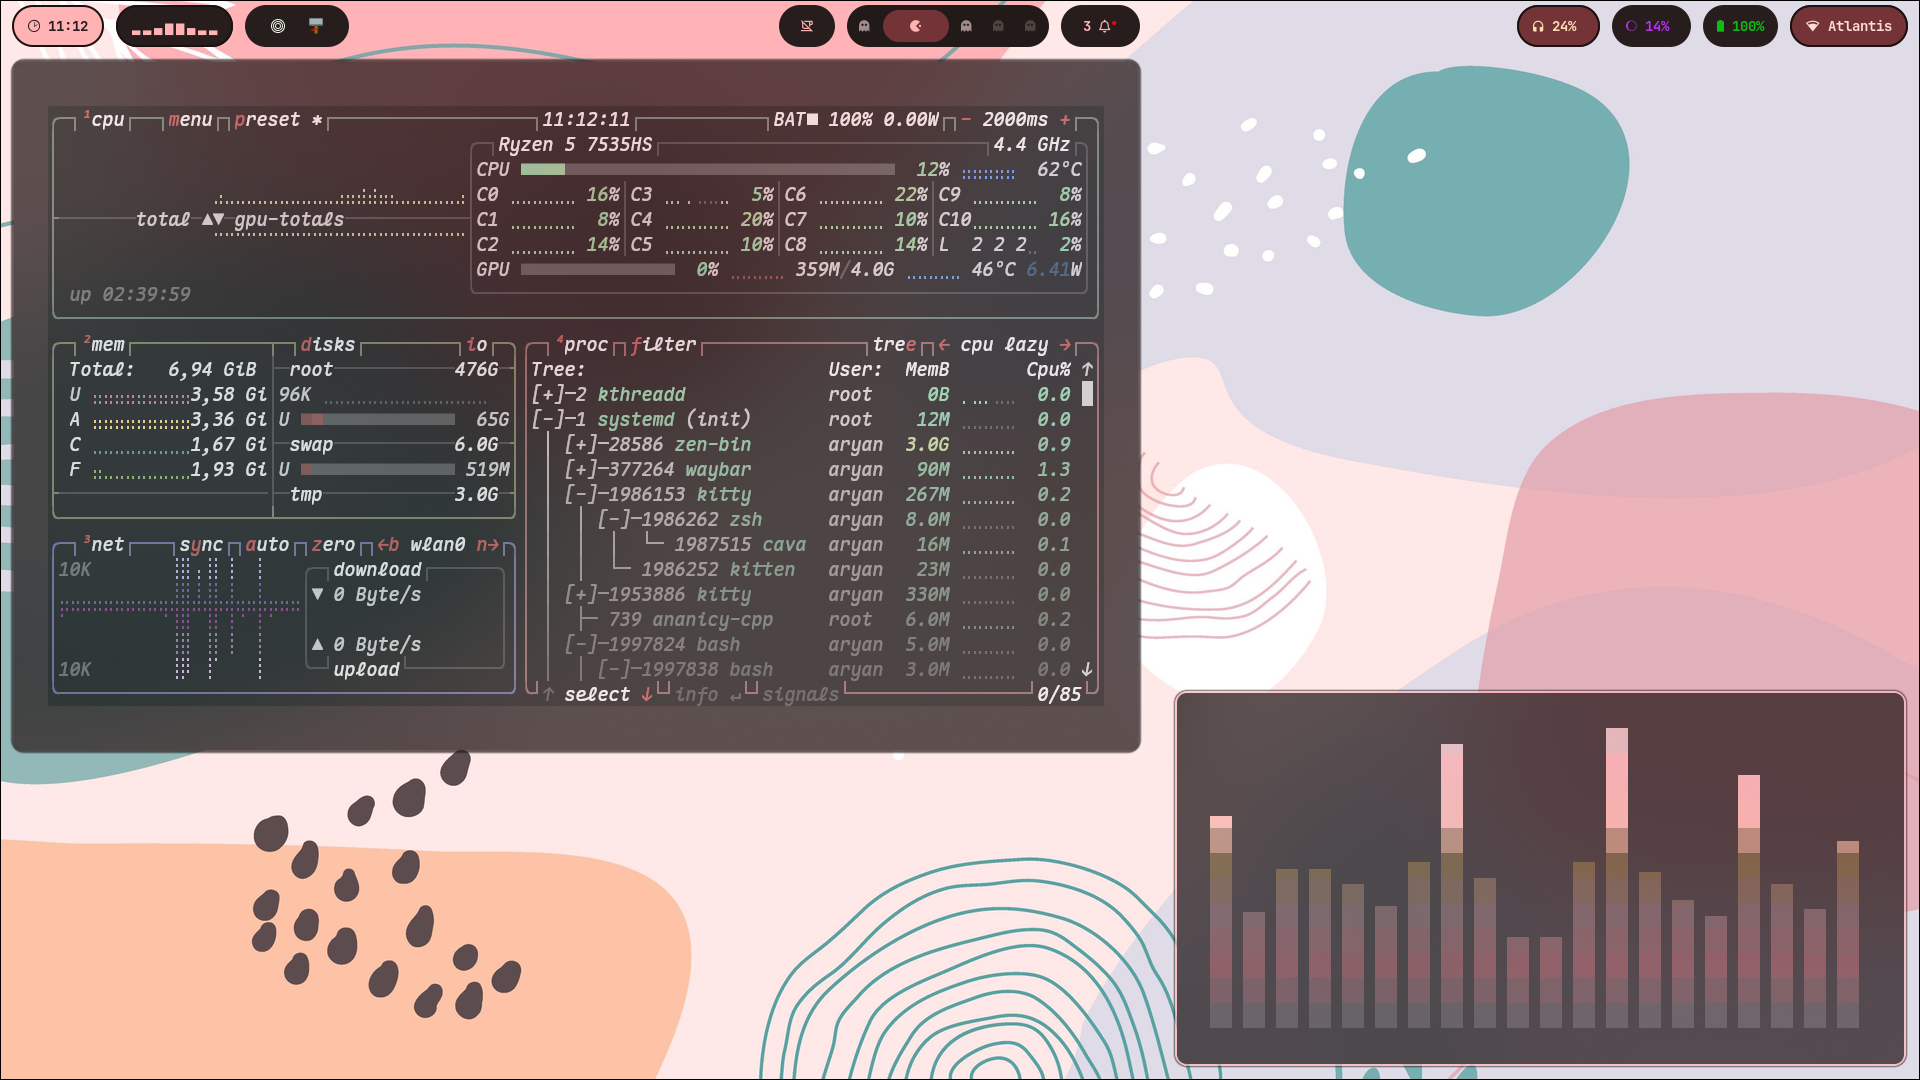 11:12
3
24%
14%
100%
Atlantis
¹cpu menu preset * 11:12:11 BAT■ 100% 0.00W - 2000ms +
Ryzen 5 7535HS 4.4 GHz
CPU 12% 62°C
C0 16% C3 5% C6 22% C9 8%
C1 8% C4 20% C7 10% C10 16%
total ▲▼ gpu-totals
C2 14% C5 10% C8 14% L 2 2 2 2%
GPU 0% 359M/4.0G 46°C 6.41W
up 02:39:59
²mem disks io
Total: 6,94 GiB root 476G
U 3,58 Gi 96K
A 3,36 Gi U 65G
C 1,67 Gi swap 6.0G
F 1,93 Gi U 519M
tmp 3.0G
³net sync auto zero ←b wlan0 n→
10K download
▼ 0 Byte/s
▲ 0 Byte/s
10K upload
⁴proc filter tree ← cpu lazy →
Tree: User: MemB Cpu% ↑
[+]─2 kthreadd root 0B 0.0
[-]─1 systemd (init) root 12M 0.0
[+]─28586 zen-bin aryan 3.0G 0.9
[+]─377264 waybar aryan 90M 1.3
[-]─1986153 kitty aryan 267M 0.2
[-]─1986262 zsh aryan 8.0M 0.0
└─ 1987515 cava aryan 16M 0.1
└─ 1986252 kitten aryan 23M 0.0
[+]─1953886 kitty aryan 330M 0.0
├─ 739 ananicy-cpp root 6.0M 0.2
[-]─1997824 bash aryan 5.0M 0.0
[-]─1997838 bash aryan 3.0M 0.0 ↓
↑ select ↓ info ↵ signals 0/85